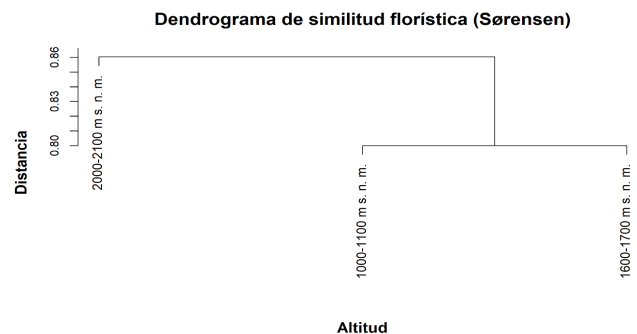 Dendrograma de similitud florística (Sørensen)
Distancia
0.86
0.83
0.80
2000-2100 m s. n. m.
1000-1100 m s. n. m.
1600-1700 m s. n. m.
Altitud